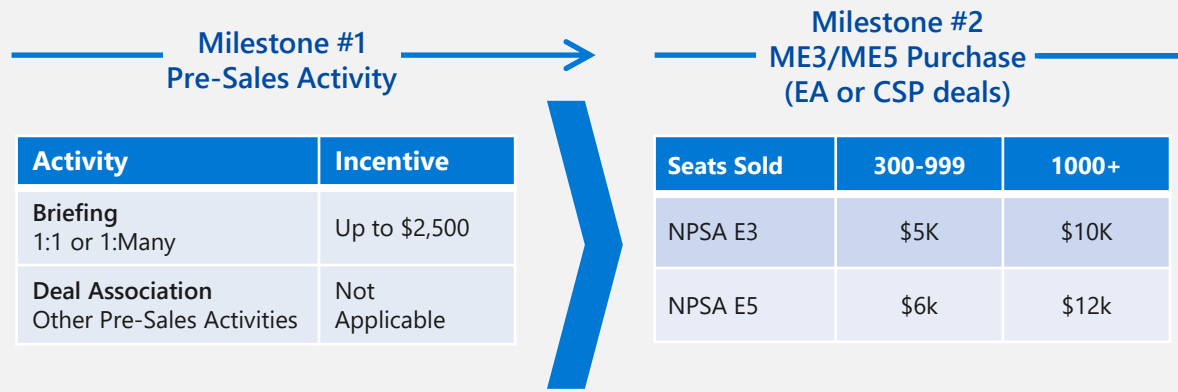 Milestone #1
Pre-Sales Activity
Milestone #2
ME3/ME5 Purchase
(EA or CSP deals)
Activity Incentive
Briefing
1:1 or 1:Many
Up to $2,500
Deal Association
Other Pre-Sales Activities
Not
Applicable
Seats Sold 300-999 1000+
NPSA E3 $5K $10K
NPSA E5 $6k $12k